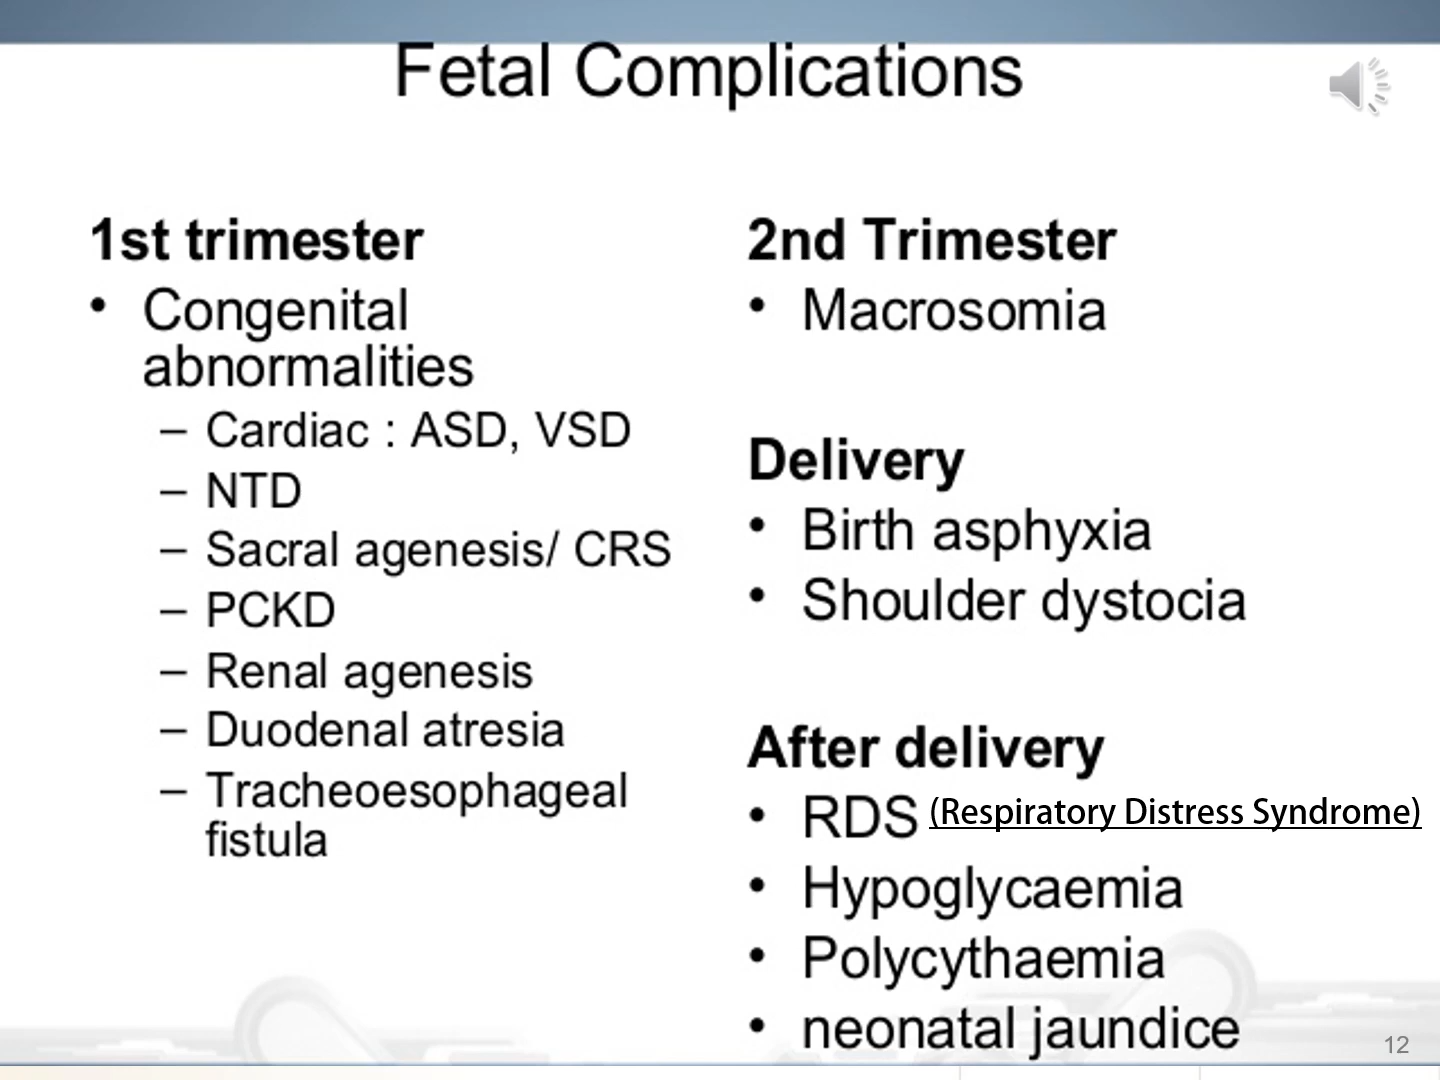 Fetal Complications
1st trimester
• Congenital
abnormalities
– Cardiac : ASD, VSD
– NTD
– Sacral agenesis/ CRS
– PCKD
– Renal agenesis
– Duodenal atresia
– Tracheoesophageal
fistula
2nd Trimester
• Macrosomia
Delivery
• Birth asphyxia
• Shoulder dystocia
After delivery
• RDS (Respiratory Distress Syndrome)
• Hypoglycaemia
• Polycythaemia
• neonatal jaundice
12